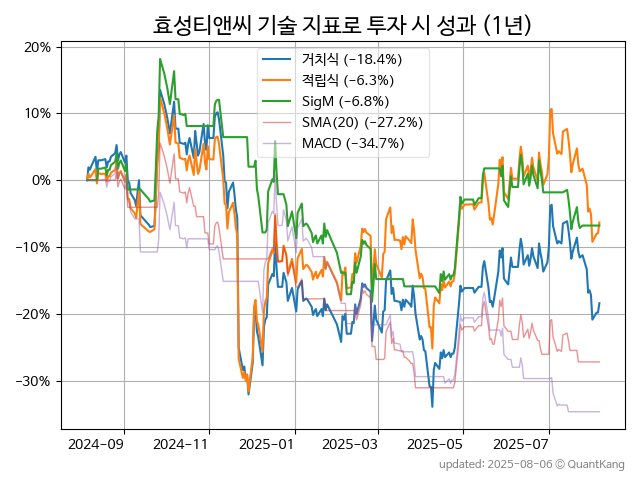 효성티앤씨 기술 지표로 투자 시 성과 (1년)
20%
10%
0%
−10%
−20%
−30%
거치식 (−18.4%)
적립식 (−6.3%)
SigM (−6.8%)
SMA(20) (−27.2%)
MACD (−34.7%)
2024-09
2024-11
2025-01
2025-03
2025-05
2025-07
updated: 2025-08-06 © QuantKang